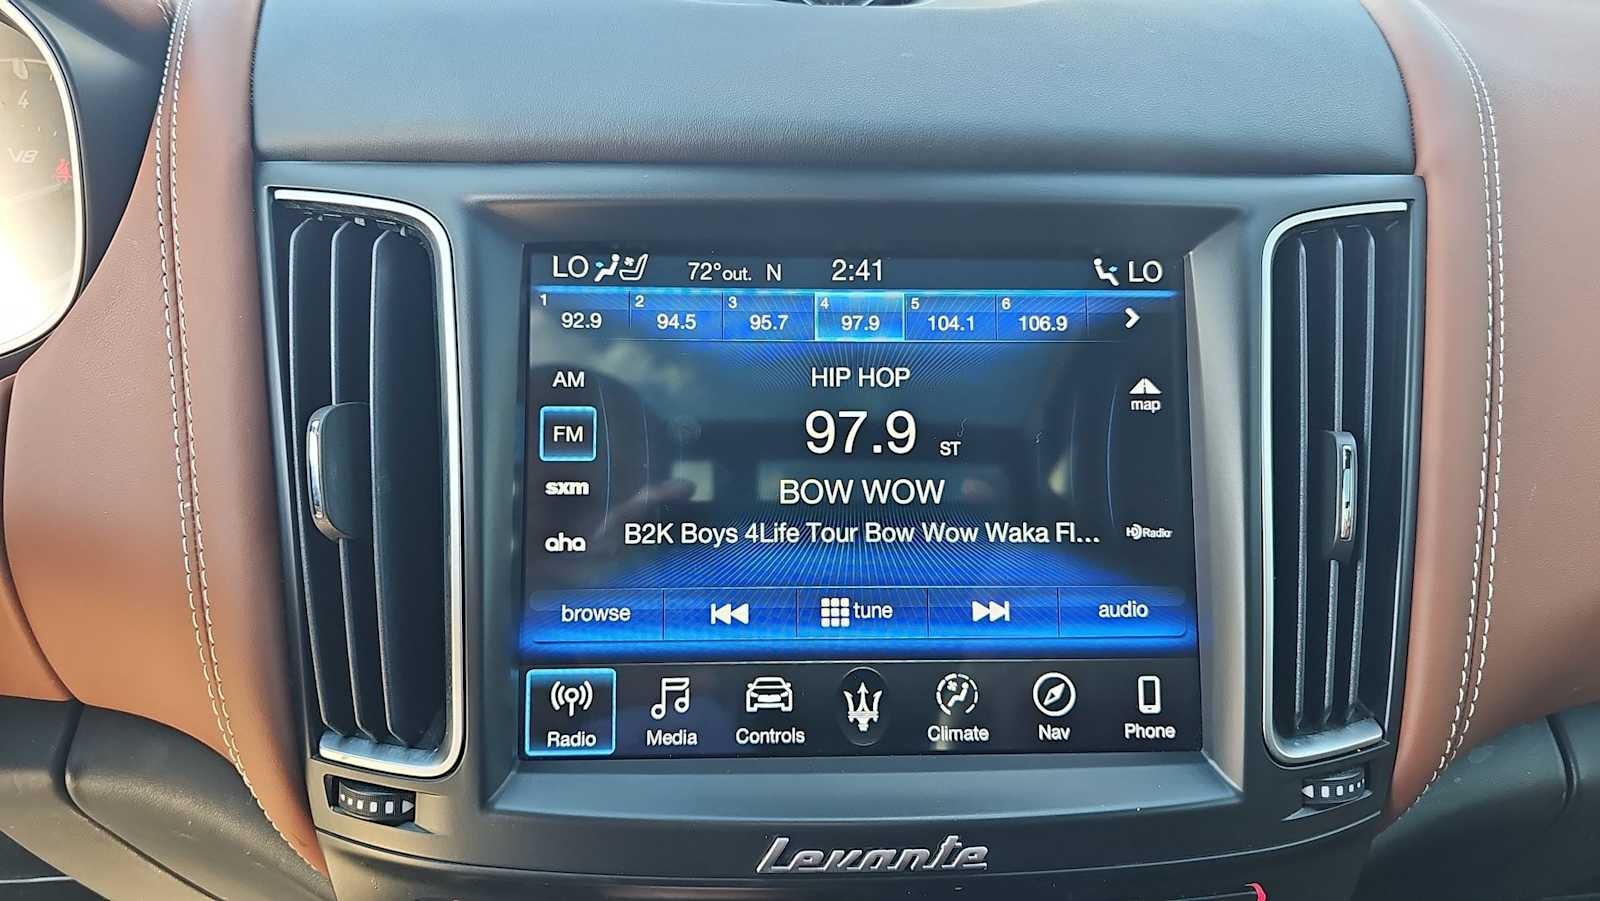 4
V8
LO 72°out. N 2:41 LO
1 2 3 4 5 6
92.9 94.5 95.7 97.9 104.1 106.9
HIP HOP
AM
map
FM
97.9 ST
sxm
BOW WOW
B2K Boys 4Life Tour Bow Wow Waka Fl...
HD Radio
aha
browse tune audio
Radio Media Controls Climate Nav Phone
Levante